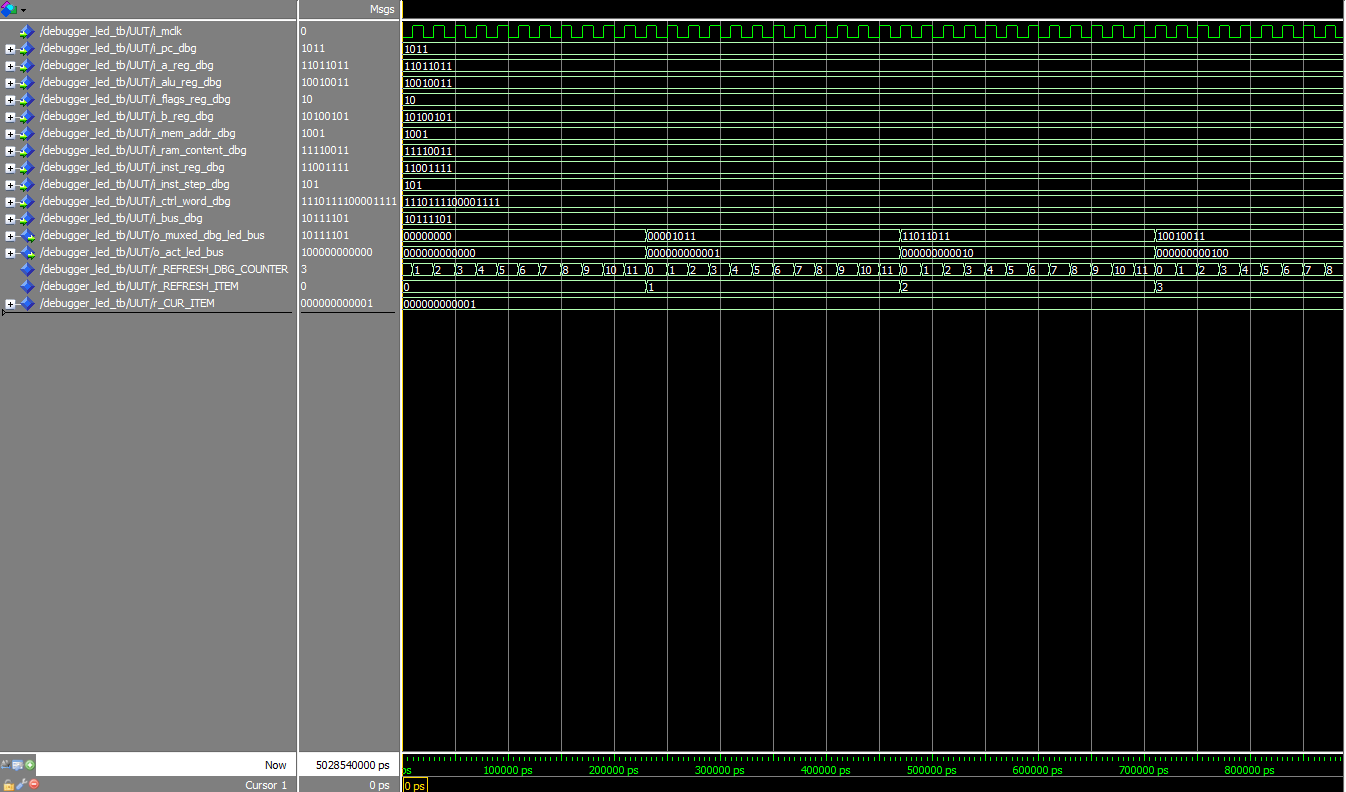 Msgs
/debugger_led_tb/UUT/i_mclk 0
/debugger_led_tb/UUT/i_pc_dbg 1011 1011
/debugger_led_tb/UUT/i_a_reg_dbg 11011011 11011011
/debugger_led_tb/UUT/i_alu_reg_dbg 10010011 10010011
/debugger_led_tb/UUT/i_flags_reg_dbg 10 10
/debugger_led_tb/UUT/i_b_reg_dbg 10100101 10100101
/debugger_led_tb/UUT/i_mem_addr_dbg 1001 1001
/debugger_led_tb/UUT/i_ram_content_dbg 11110011 11110011
/debugger_led_tb/UUT/i_inst_reg_dbg 11001111 11001111
/debugger_led_tb/UUT/i_inst_step_dbg 101 101
/debugger_led_tb/UUT/i_ctrl_word_dbg 1110111100001111 1110111100001111
/debugger_led_tb/UUT/i_bus_dbg 10111101 10111101
/debugger_led_tb/UUT/o_muxed_dbg_led_bus 10111101 00000000 00001011 11011011 10010011
/debugger_led_tb/UUT/o_act_led_bus 100000000000 000000000000 000000000001 000000000010 000000000100
/debugger_led_tb/UUT/r_REFRESH_DBG_COUNTER 3 1 2 3 4 5 6 7 8 9 10 11 0 1 2 3 4 5 6 7 8 9 10 11 0 1 2 3 4 5 6 7 8 9 10 11 0 1 2 3 4 5 6 7 8
/debugger_led_tb/UUT/r_REFRESH_ITEM 0 0 1 2 3
/debugger_led_tb/UUT/r_CUR_ITEM 000000000001 000000000001
Now 5028540000 ps ps 100000 ps 200000 ps 300000 ps 400000 ps 500000 ps 600000 ps 700000 ps 800000 ps
Cursor 1 0 ps 0 ps